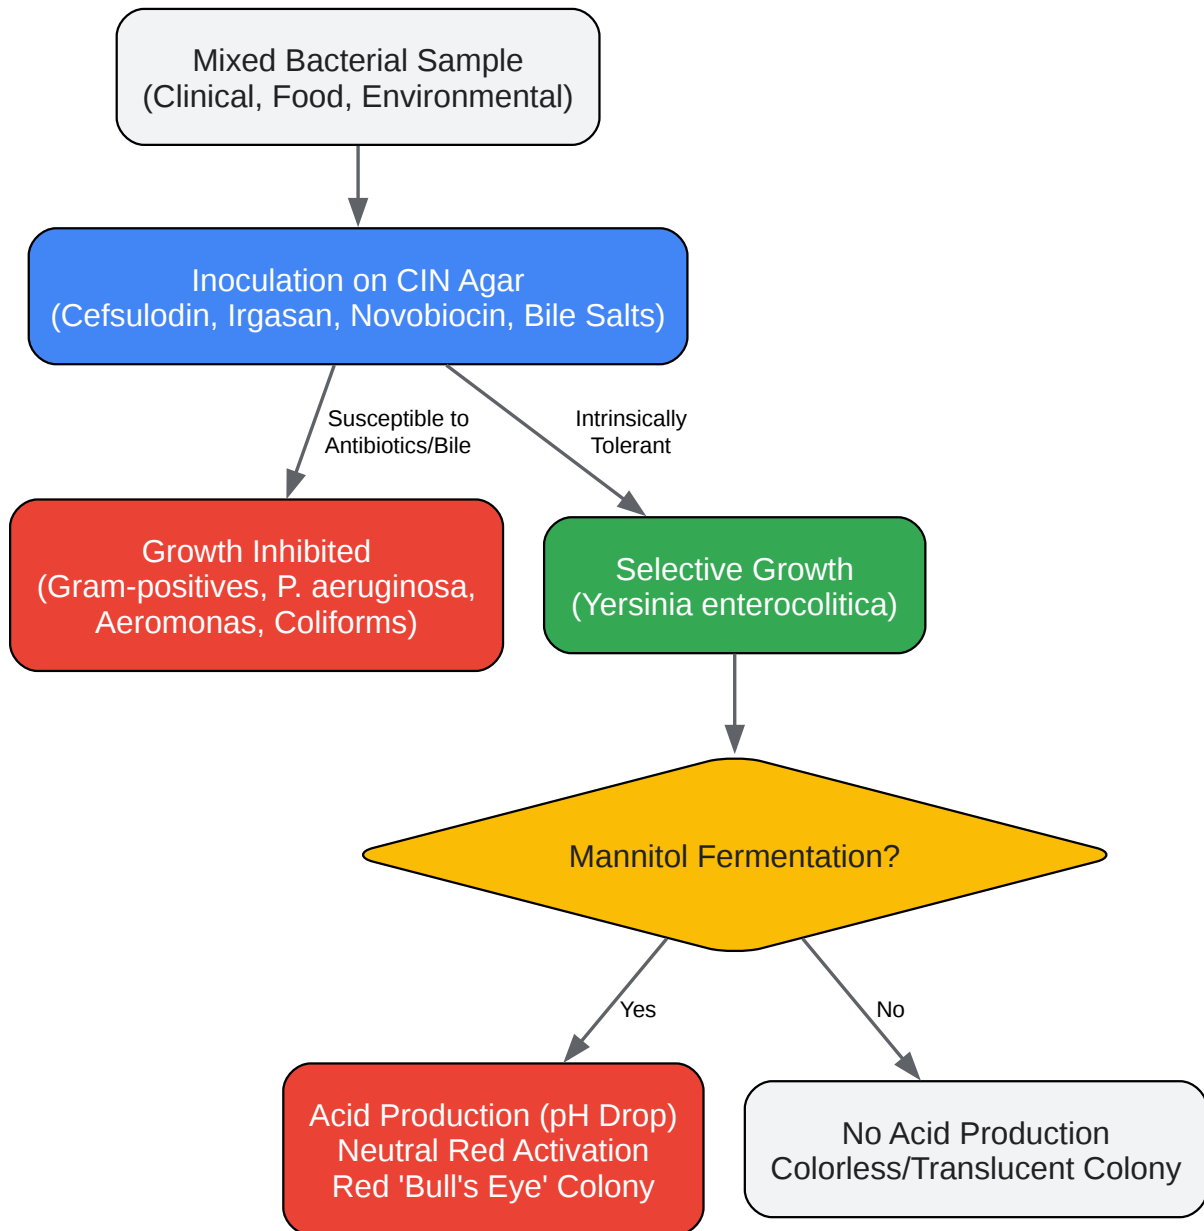 Mixed Bacterial Sample
(Clinical, Food, Environmental)
Inoculation on CIN Agar
(Cefsulodin, Irgasan, Novobiocin, Bile Salts)
Susceptible to
Antibiotics/Bile
Intrinsically
Tolerant
Growth Inhibited
(Gram-positives, P. aeruginosa,
Aeromonas, Coliforms)
Selective Growth
(Yersinia enterocolitica)
Mannitol Fermentation?
Yes
No
Acid Production (pH Drop)
Neutral Red Activation
Red 'Bull's Eye' Colony
No Acid Production
Colorless/Translucent Colony